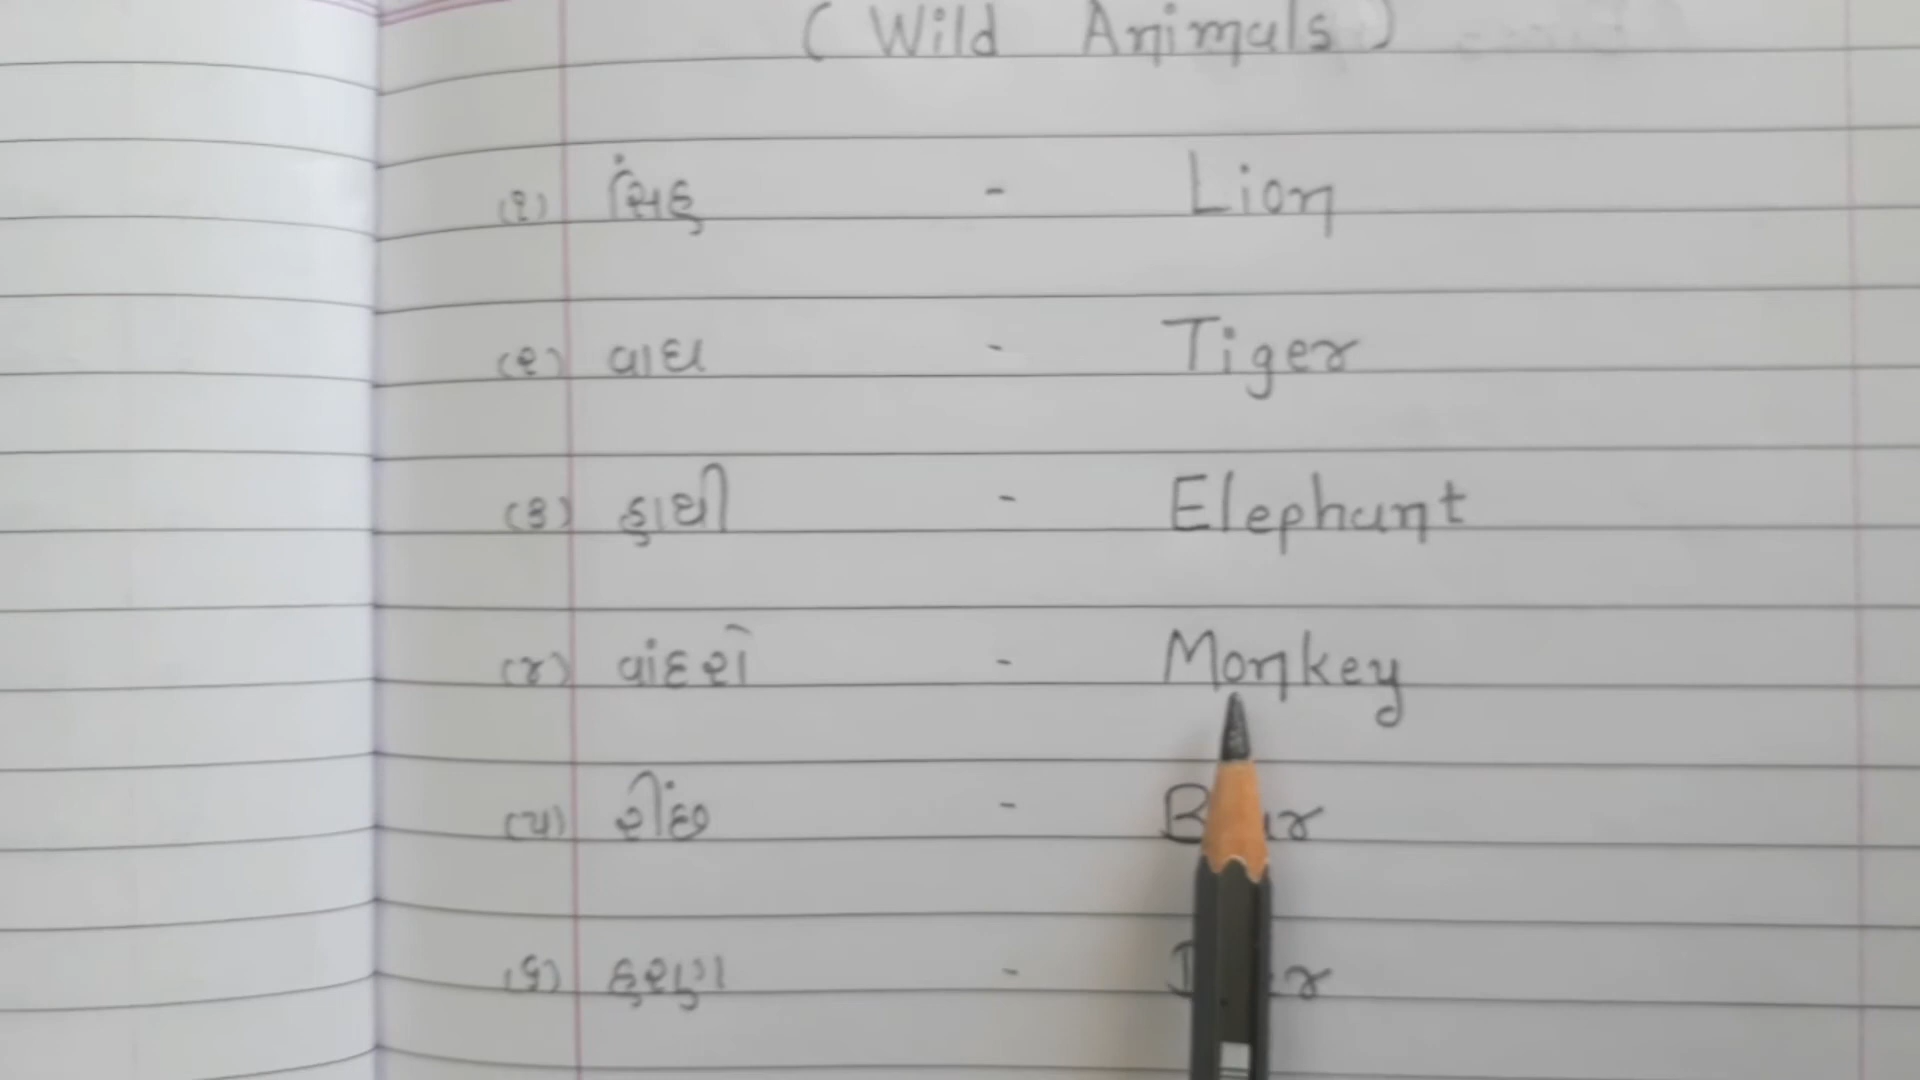 (Wild Animals)
(૧) સિંહ - Lion
(૨) વાઘ - Tiger
(૩) હાથી - Elephant
(૪) વાંદરો - Monkey
(૫) રીંછ -
(૬) હરણ -